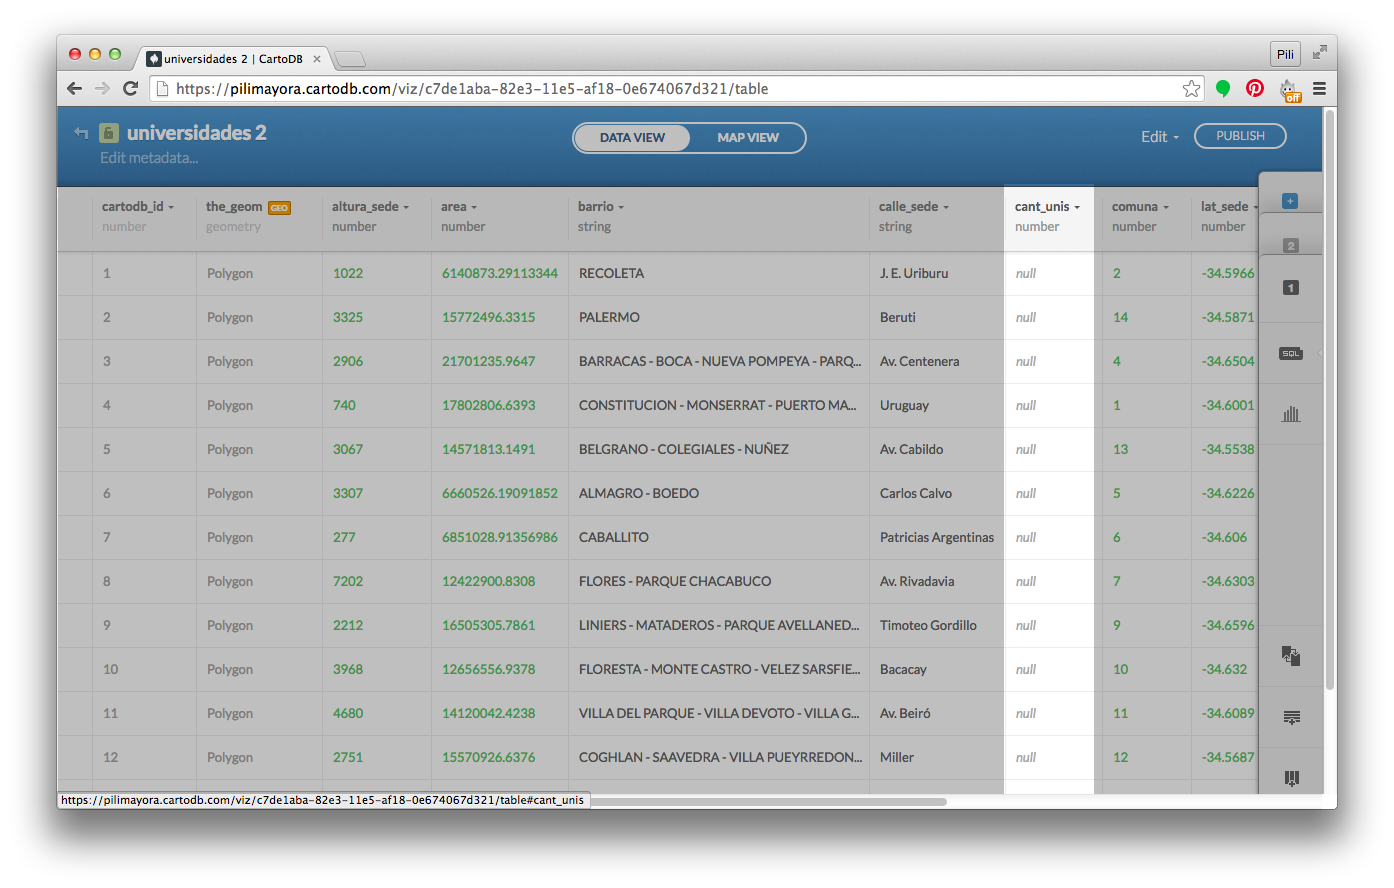 universidades 2 | CartoDB
Pili
https://pilimayora.cartodb.com/viz/c7de1aba-82e3-11e5-af18-0e674067d321/table
off
universidades 2
Edit metadata...
DATA VIEW
MAP VIEW
Edit
PUBLISH
cartodb_id the_geom GEO altura_sede area barrio calle_sede cant_unis comuna lat_sede
number geometry number number string string number number number
1 Polygon 1022 6140873.29113344 RECOLETA J. E. Uriburu null 2 -34.5966
2 Polygon 3325 15772496.3315 PALERMO Beruti null 14 -34.5871
3 Polygon 2906 21701235.9647 BARRACAS - BOCA - NUEVA POMPEYA - PARQ... Av. Centenera null 4 -34.6504
4 Polygon 740 17802806.6393 CONSTITUCION - MONSERRAT - PUERTO MA... Uruguay null 1 -34.6001
5 Polygon 3067 14571813.1491 BELGRANO - COLEGIALES - NUÑEZ Av. Cabildo null 13 -34.5538
6 Polygon 3307 6660526.19091852 ALMAGRO - BOEDO Carlos Calvo null 5 -34.6226
7 Polygon 277 6851028.91356986 CABALLITO Patricias Argentinas null 6 -34.606
8 Polygon 7202 12422900.8308 FLORES - PARQUE CHACABUCO Av. Rivadavia null 7 -34.6303
9 Polygon 2212 16505305.7861 LINIERS - MATADEROS - PARQUE AVELLANED... Timoteo Gordillo null 9 -34.6596
10 Polygon 3968 12656556.9378 FLORESTA - MONTE CASTRO - VELEZ SARSFIE... Bacacay null 10 -34.632
11 Polygon 4680 14120042.4238 VILLA DEL PARQUE - VILLA DEVOTO - VILLA G... Av. Beiró null 11 -34.6089
12 Polygon 2751 15570926.6376 COGHLAN - SAAVEDRA - VILLA PUEYRREDON... Miller null 12 -34.5687
+
2
1
SQL
https://pilimayora.cartodb.com/viz/c7de1aba-82e3-11e5-af18-0e674067d321/table#cant_unis